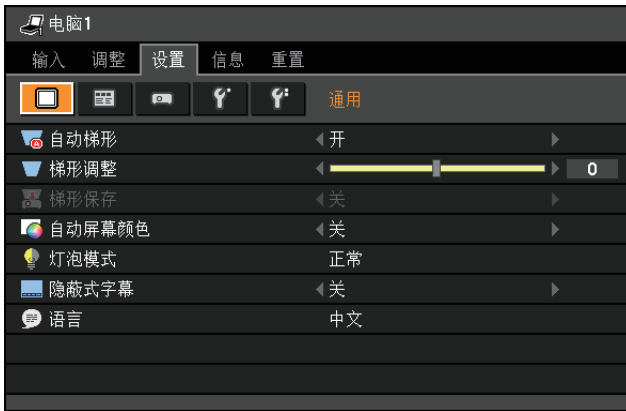 电脑1
输入 调整 设置 信息 重置
通用
自动梯形 开
梯形调整 0
梯形保存 关
自动屏幕颜色 关
灯泡模式 正常
隐蔽式字幕 关
语言 中文